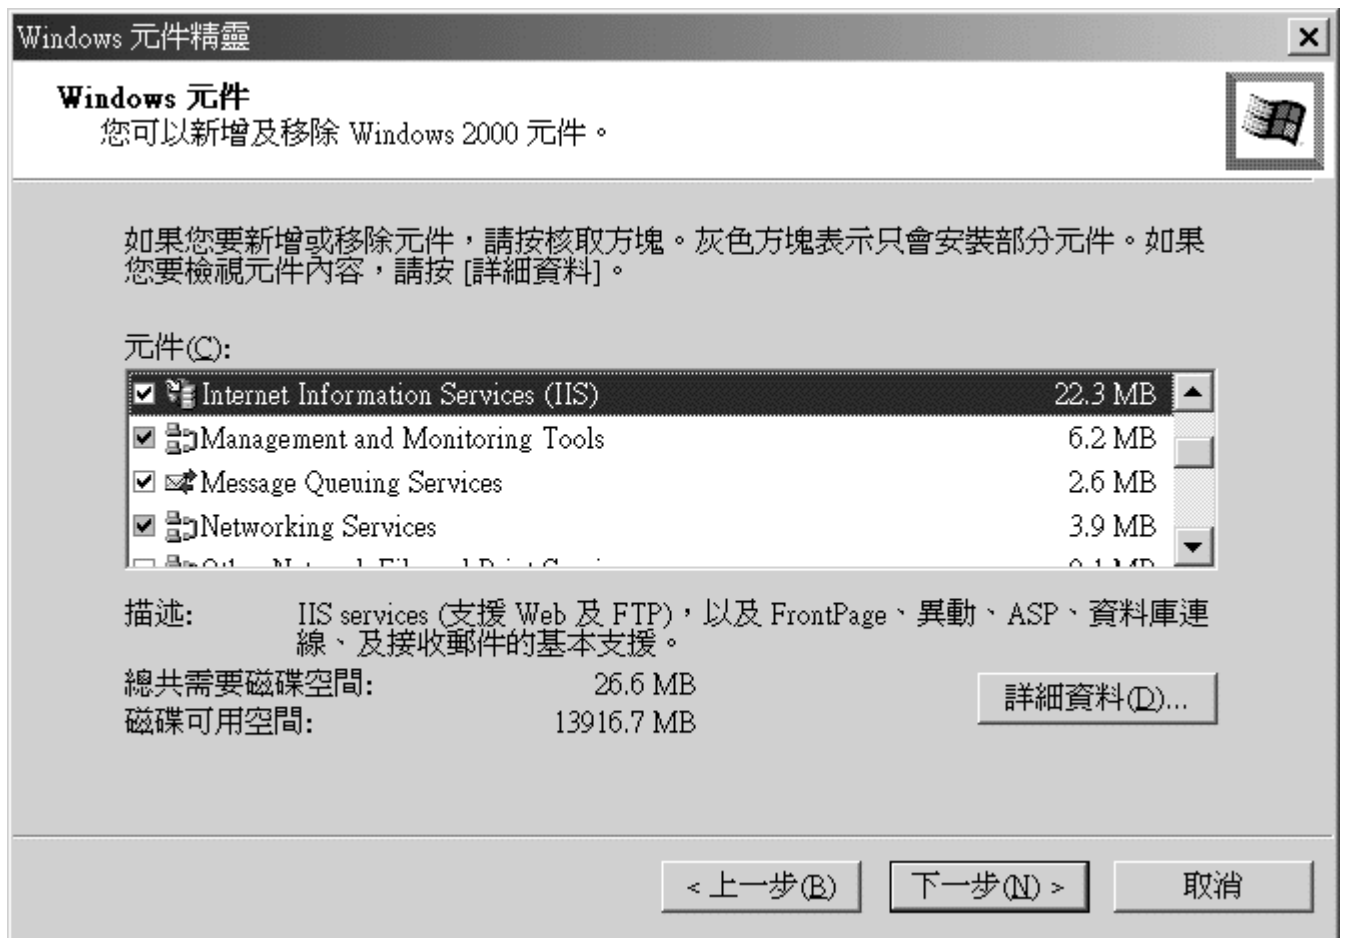 Windows 元件精靈
Windows 元件
您可以新增及移除 Windows 2000 元件。
如果您要新增或移除元件，請按核取方塊。灰色方塊表示只會安裝部分元件。如果
您要檢視元件內容，請按 [詳細資料]。
元件(C):
Internet Information Services (IIS) 22.3 MB
Management and Monitoring Tools 6.2 MB
Message Queuing Services 2.6 MB
Networking Services 3.9 MB
描述: IIS services (支援 Web 及 FTP)，以及 FrontPage、異動、ASP、資料庫連
線、及接收郵件的基本支援。
總共需要磁碟空間: 26.6 MB
磁碟可用空間: 13916.7 MB
詳細資料(D)...
< 上一步(B) 下一步(N) > 取消